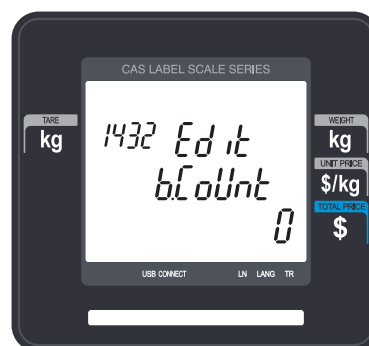 CAS LABEL SCALE SERIES
TARE
kg
1432 Edit
b.CoUnt
0
WEIGHT
kg
UNIT PRICE
$/kg
TOTAL PRICE
$
USB CONNECT LN LANG TR